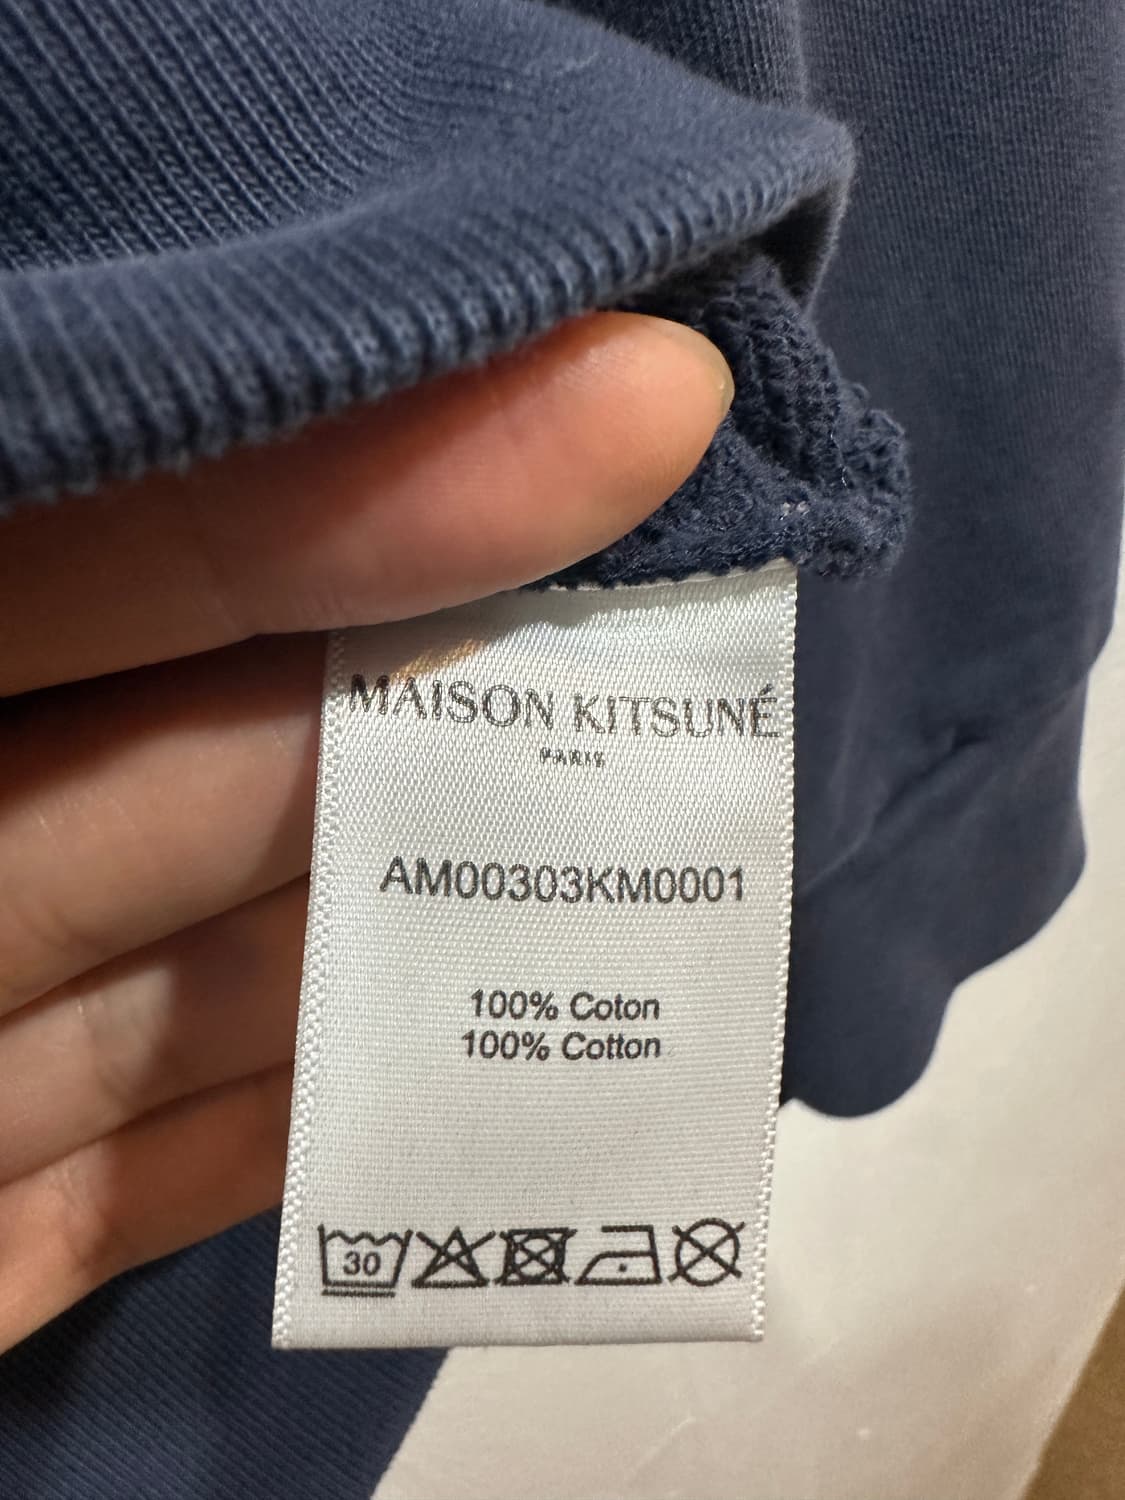 MAISON KITSUNÉ
PARIS
AM00303KM0001
100% Coton
100% Cotton
30